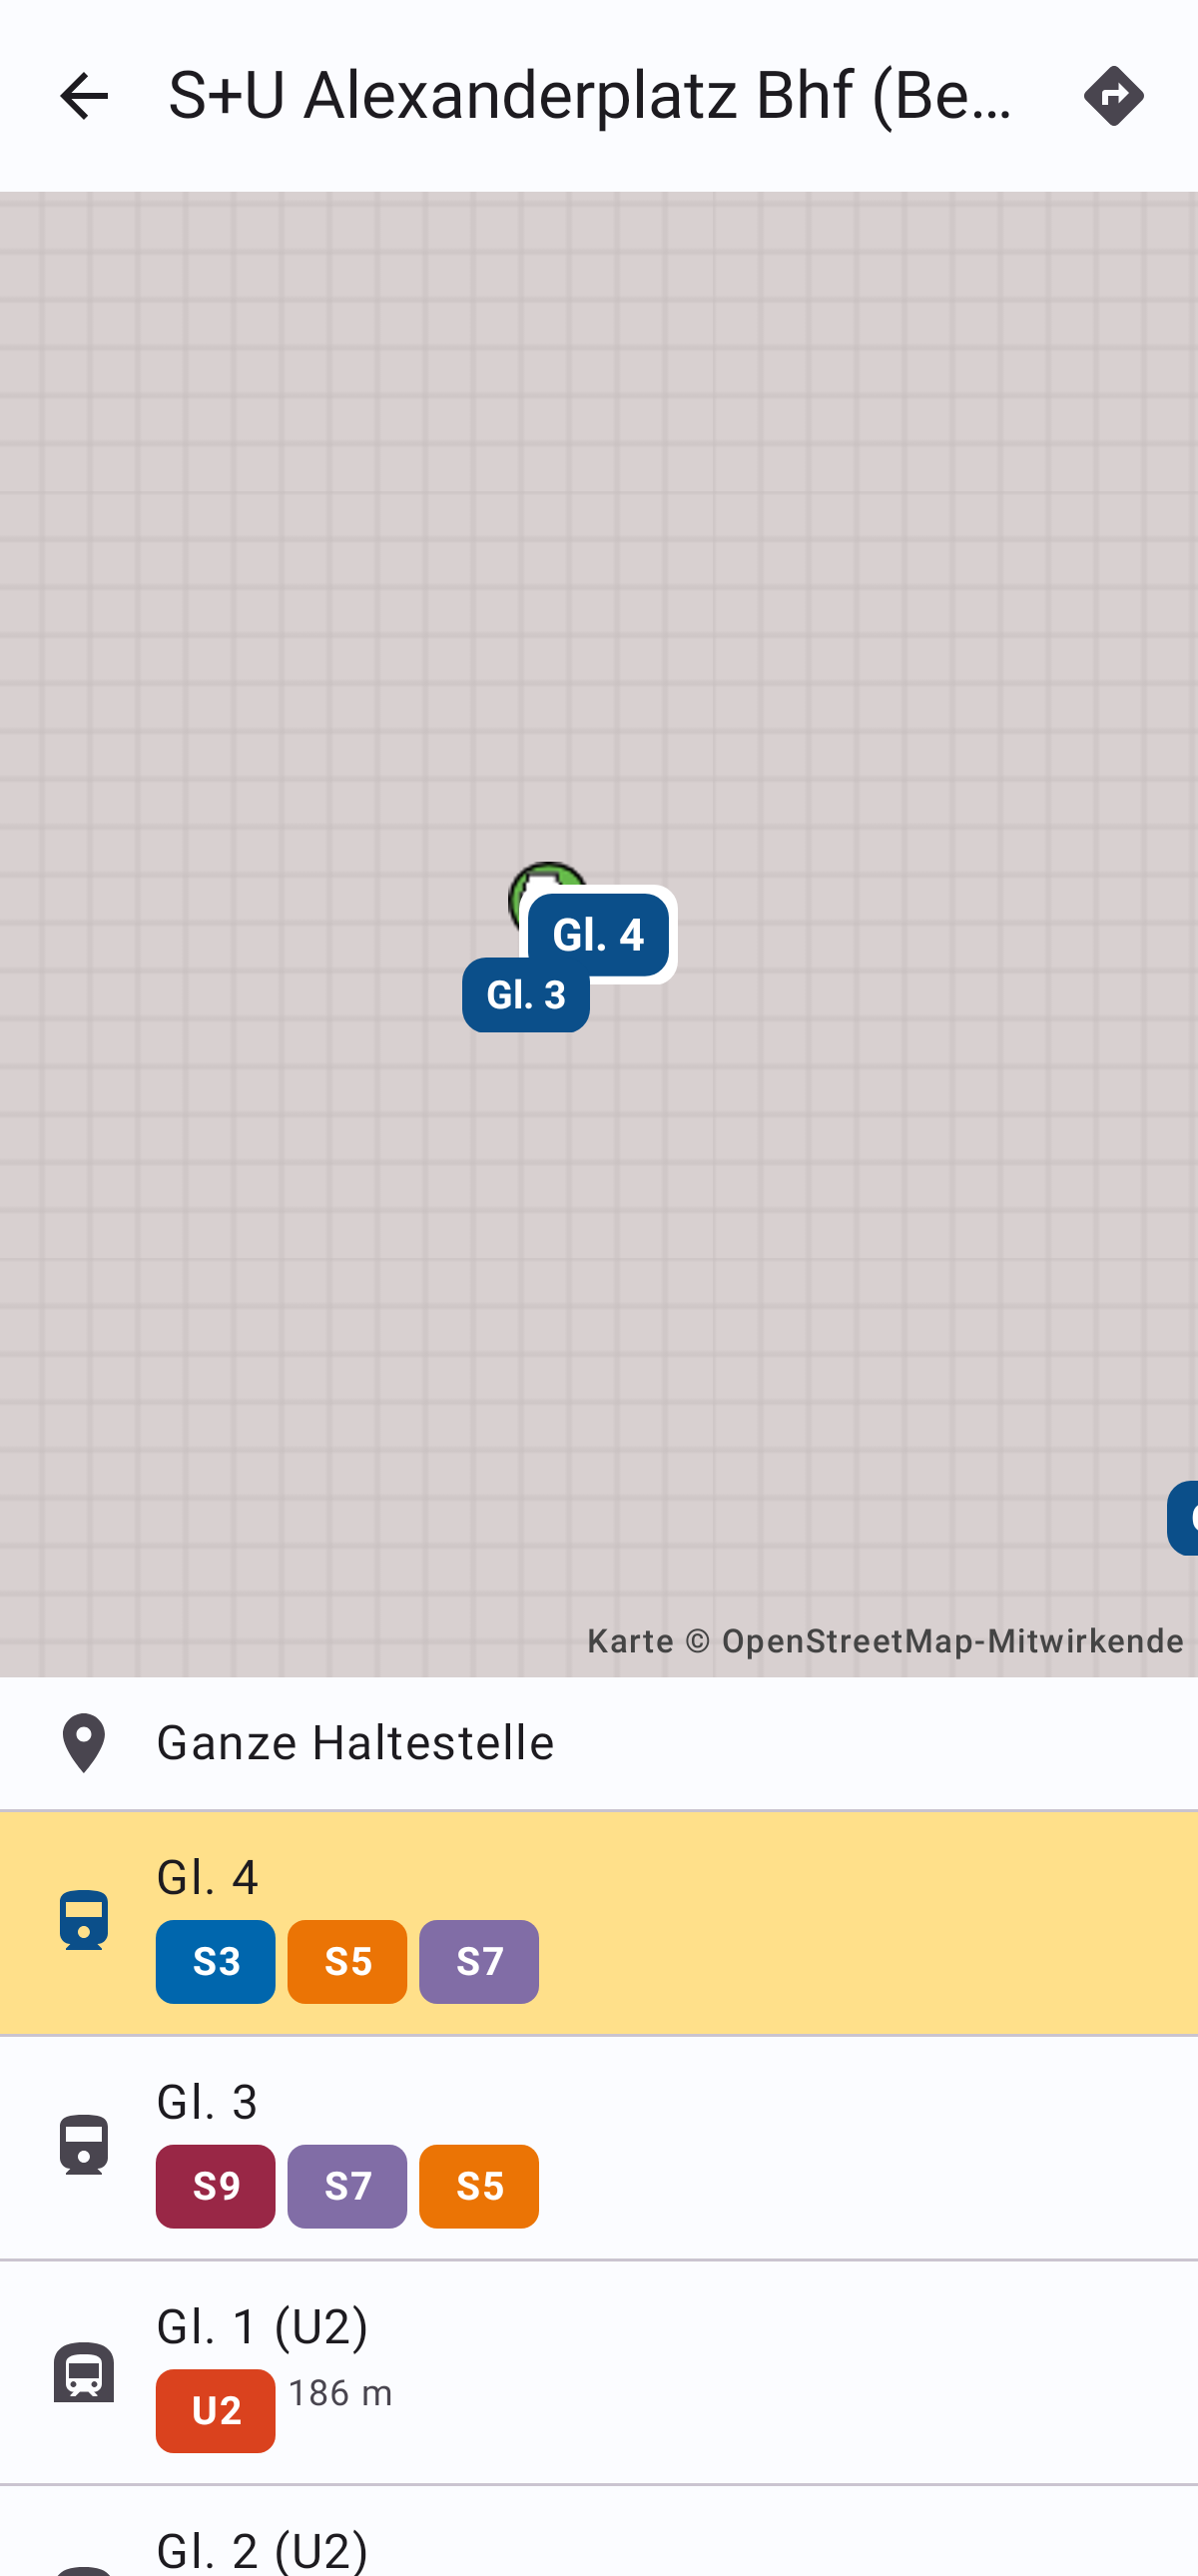 S+U Alexanderplatz Bhf (Be…
Gl. 4
Gl. 3
Karte © OpenStreetMap-Mitwirkende
Ganze Haltestelle
Gl. 4
S3 S5 S7
Gl. 3
S9 S7 S5
Gl. 1 (U2)
U2 186 m
Gl. 2 (U2)